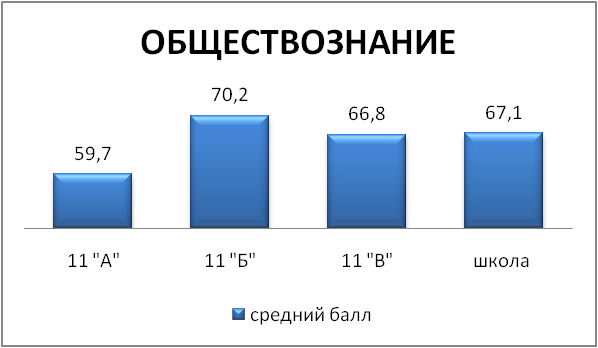 ОБЩЕСТВОЗНАНИЕ
59,7
70,2
66,8
67,1
11 "А"
11 "Б"
11 "В"
школа
средний балл